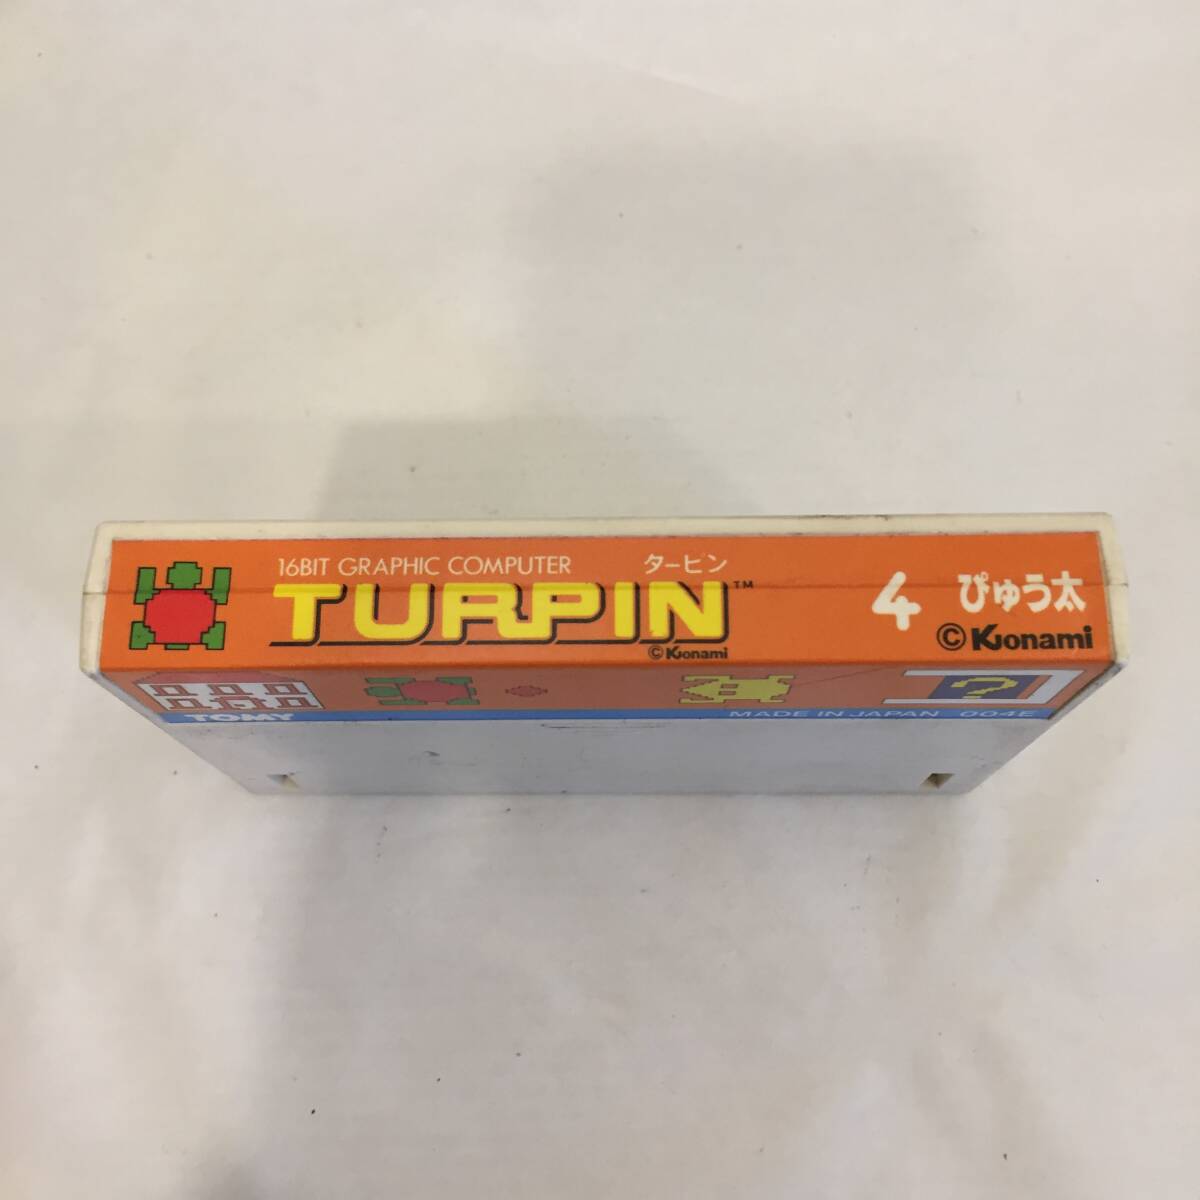 16BIT GRAPHIC COMPUTER
ターピン
TURPIN™
©Konami
4 ぴゅう太
©Konami
?
TOMY
MADE IN JAPAN 004E